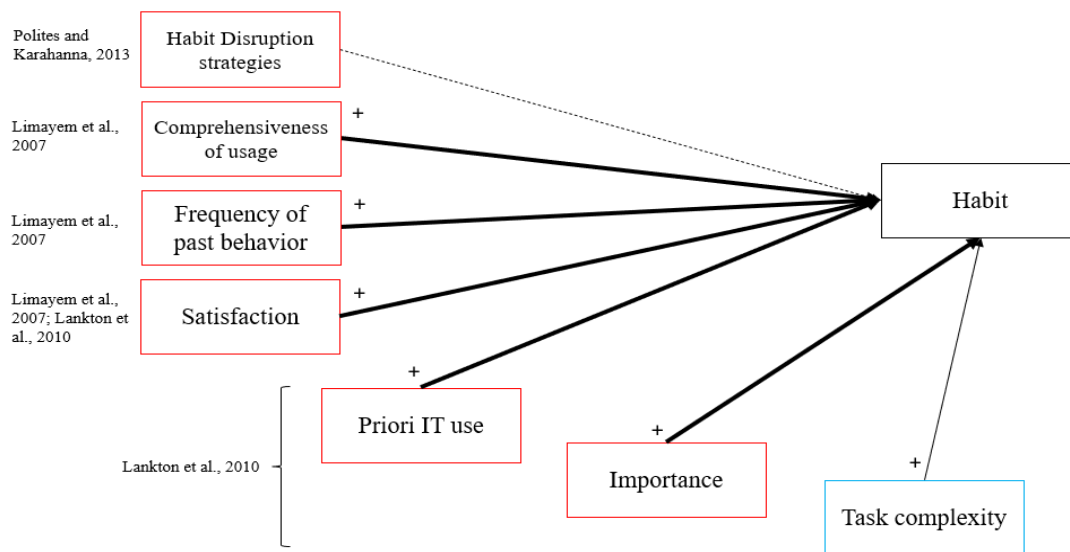 Polites and
Karahanna, 2013
Habit Disruption
strategies
+
Limayem et al.,
2007
Comprehensiveness
of usage
Habit
+
Limayem et al.,
2007
Frequency of
past behavior
+
Limayem et al.,
2007; Lankton et
al., 2010
Satisfaction
+
Priori IT use
+
Lankton et al., 2010
Importance
+
Task complexity